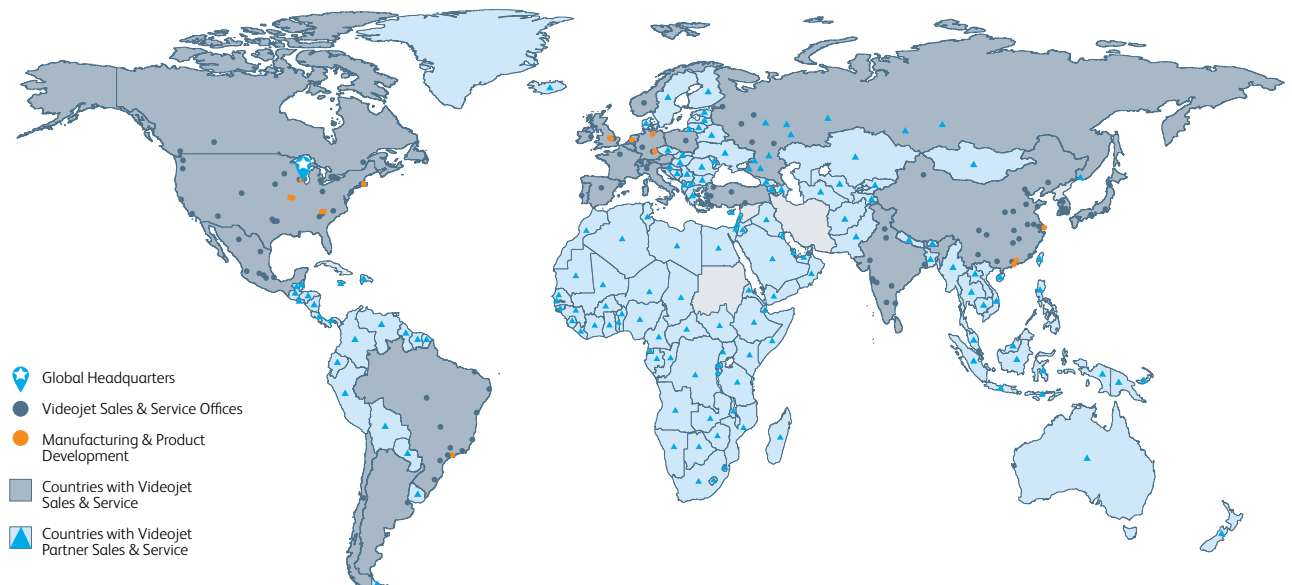 Global Headquarters
Videojet Sales & Service Offices
Manufacturing & Product
Development
Countries with Videojet
Sales & Service
Countries with Videojet
Partner Sales & Service